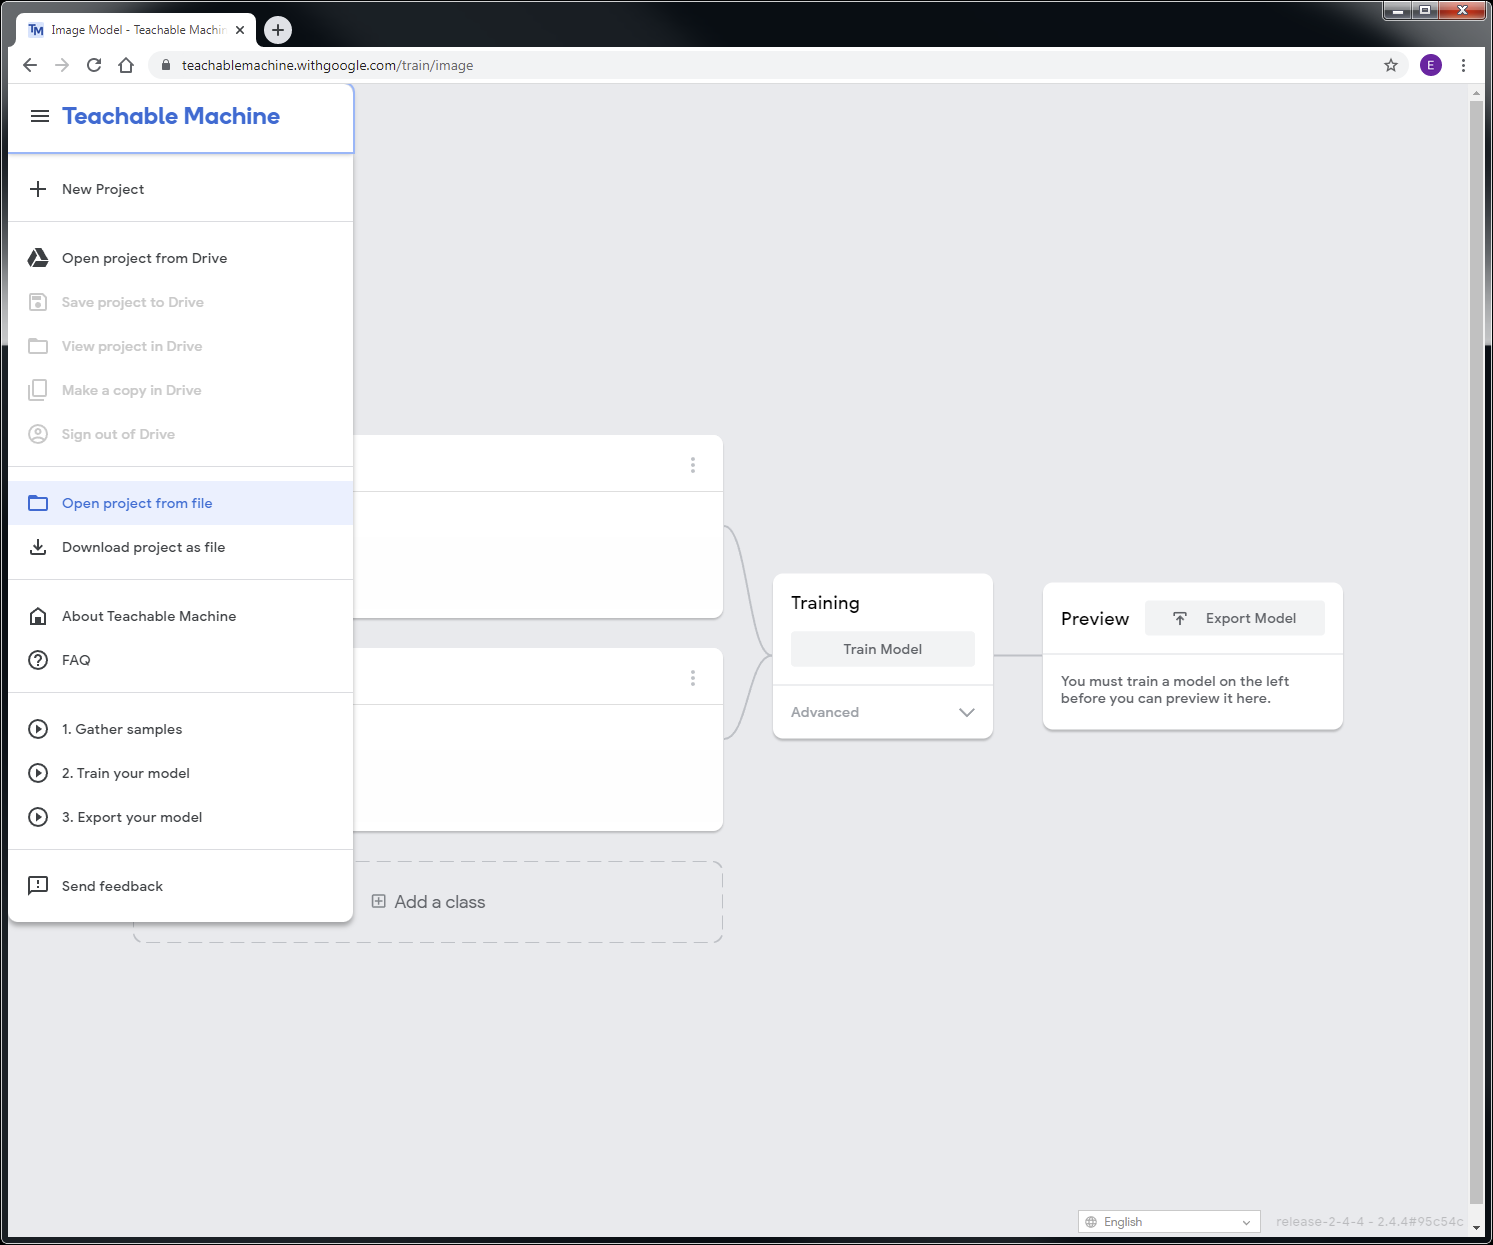 TM Image Model - Teachable Machin
teachablemachine.withgoogle.com/train/image
E
Teachable Machine
New Project
Open project from Drive
Save project to Drive
View project in Drive
Make a copy in Drive
Sign out of Drive
Open project from file
Download project as file
About Teachable Machine
FAQ
1. Gather samples
2. Train your model
3. Export your model
Send feedback
Add a class
Training
Train Model
Advanced
Preview
Export Model
You must train a model on the left
before you can preview it here.
English
release-2-4-4 - 2.4.4#95c54c